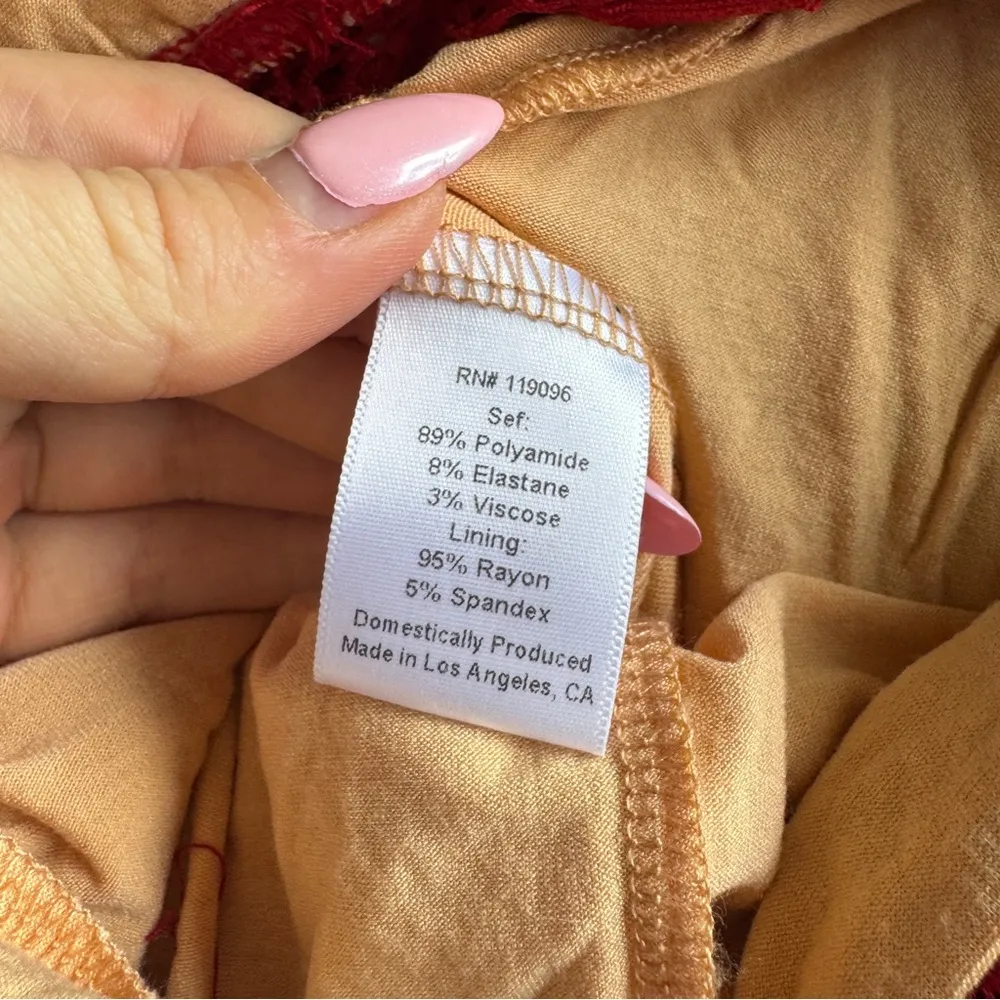 RN# 119096
Sef:
89% Polyamide
8% Elastane
3% Viscose
Lining:
95% Rayon
5% Spandex
Domestically Produced
Made in Los Angeles, CA